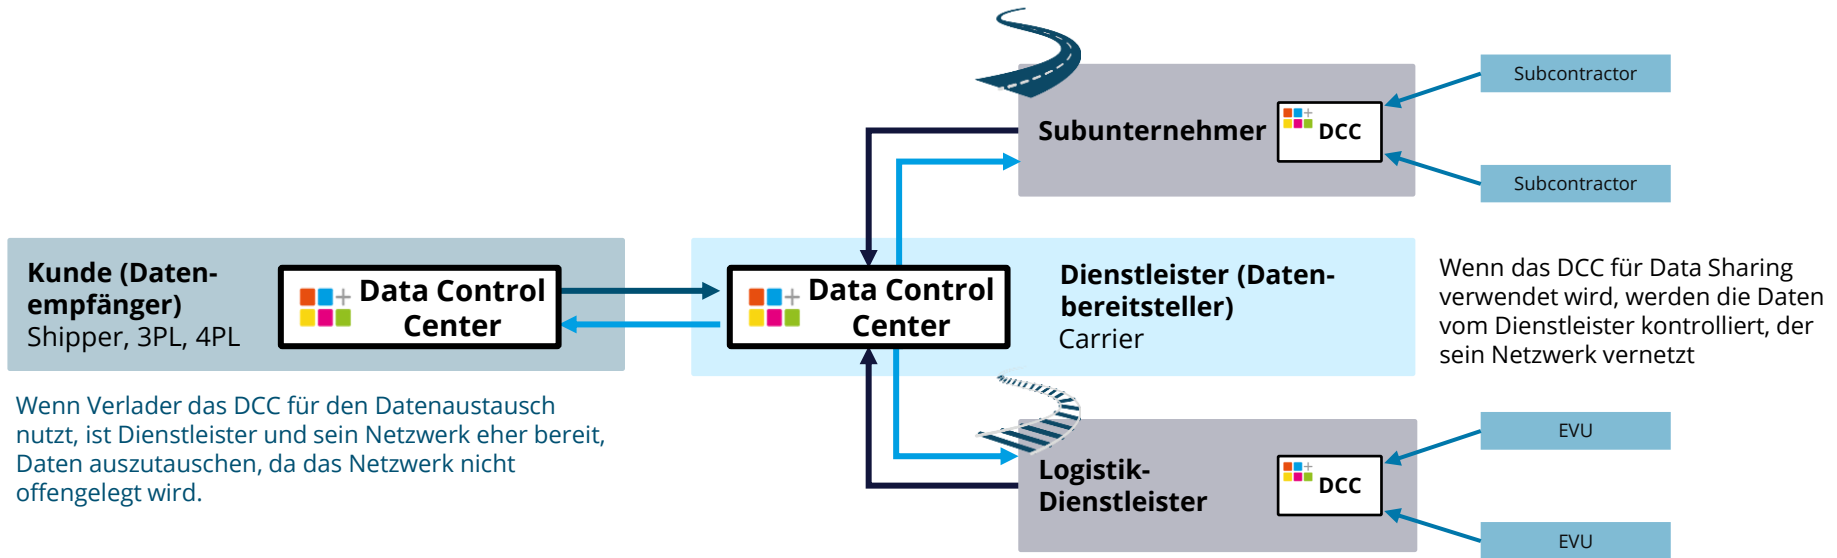 Subcontractor
Subunternehmer
DCC
Subcontractor
Kunde (Daten-
empfänger)
Shipper, 3PL, 4PL
Data Control
Center
Data Control
Center
Dienstleister (Daten-
bereitsteller)
Carrier
Wenn das DCC für Data Sharing
verwendet wird, werden die Daten
vom Dienstleister kontrolliert, der
sein Netzwerk vernetzt
Wenn Verlader das DCC für den Datenaustausch
nutzt, ist Dienstleister und sein Netzwerk eher bereit,
Daten auszutauschen, da das Netzwerk nicht
offengelegt wird.
EVU
Logistik-
Dienstleister
DCC
EVU